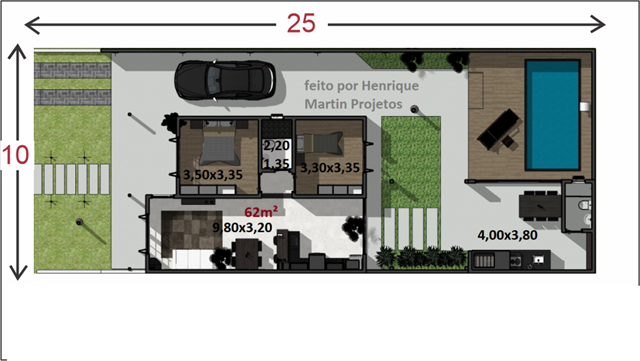 25
10
feito por Henrique
Martin Projetos
2,20
1,35
3,50x3,35
3,30x3,35
62m²
9,80x3,20
4,00x3,80